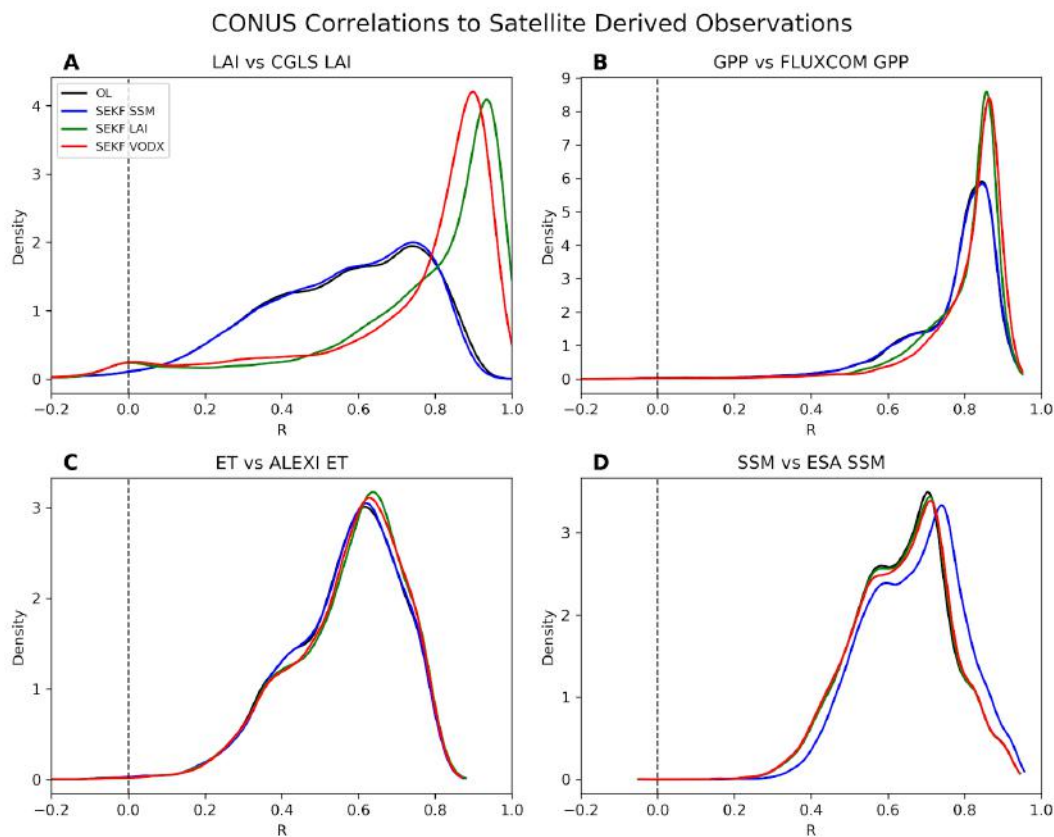 CONUS Correlations to Satellite Derived Observations
A
LAI vs CGLS LAI
OL
SEKF SSM
SEKF LAI
SEKF VODX
Density
0
1
2
3
4
−0.2 0.0 0.2 0.4 0.6 0.8 1.0
R
B
GPP vs FLUXCOM GPP
Density
0
1
2
3
4
5
6
7
8
9
−0.2 0.0 0.2 0.4 0.6 0.8 1.0
R
C
ET vs ALEXI ET
Density
0
1
2
3
−0.2 0.0 0.2 0.4 0.6 0.8 1.0
R
D
SSM vs ESA SSM
Density
0
1
2
3
−0.2 0.0 0.2 0.4 0.6 0.8 1.0
R